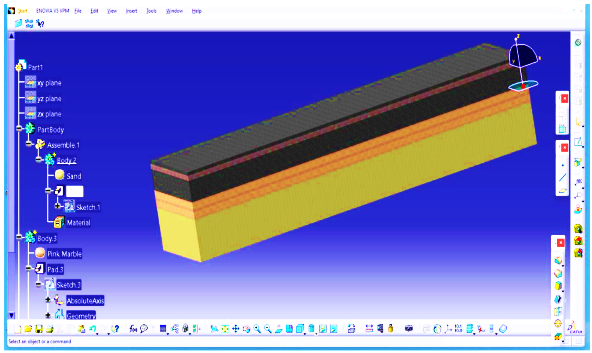 Start ENOVIA V5 VPM File Edit View Insert Tools Window Help
Part1
xy plane
yz plane
zx plane
PartBody
Assemble.1
Body.2
Sand
Sketch.1
Material
Body.3
Pink Marble
Pad.3
Sketch.3
AbsoluteAxis
Geometry
Select an object or a command